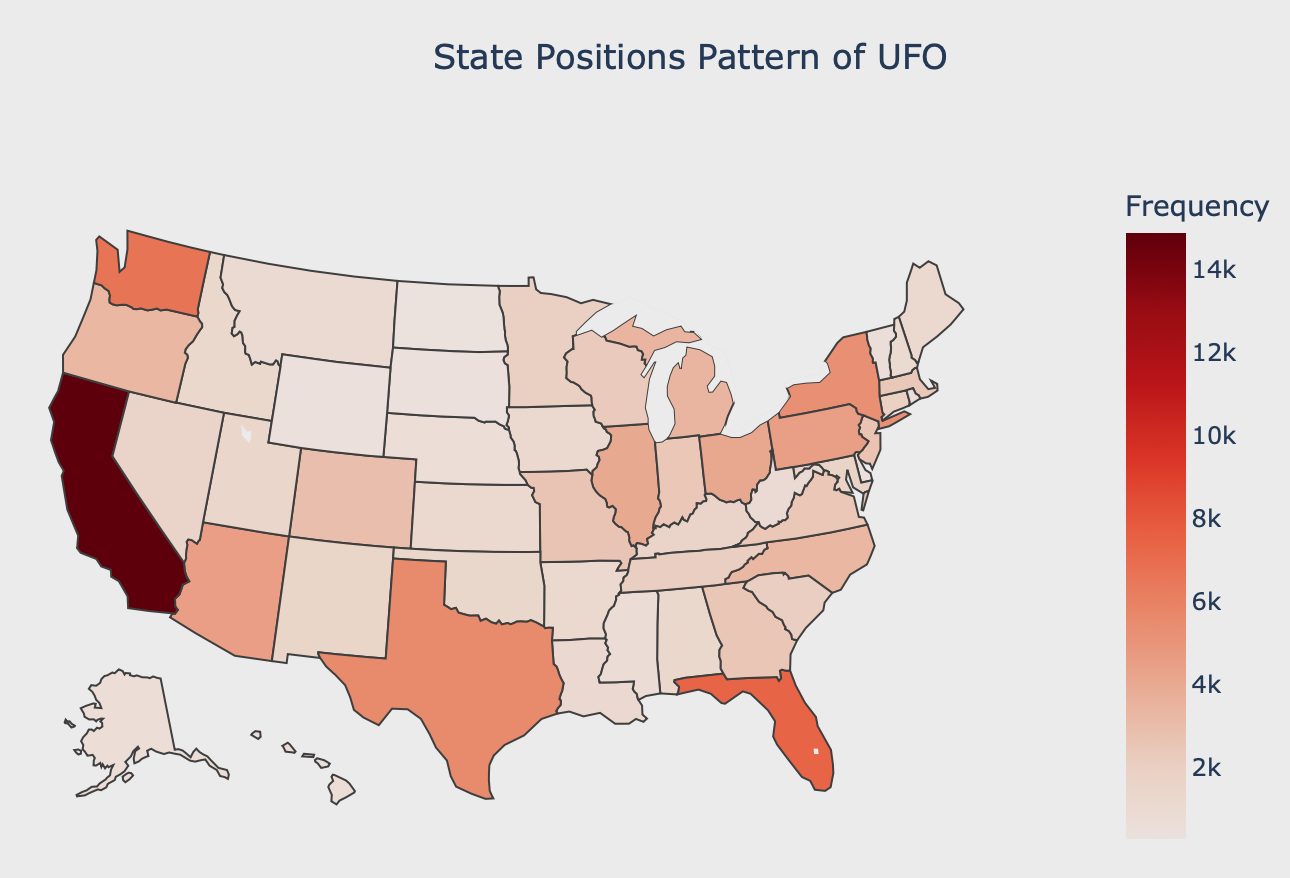 State Positions Pattern of UFO
Frequency
14k
12k
10k
8k
6k
4k
2k